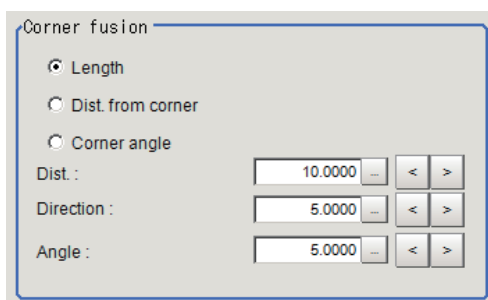 Corner fusion
Length
Dist. from corner
Corner angle
Dist. : 10.0000 ... < >
Direction : 5.0000 ... < >
Angle : 5.0000 ... < >